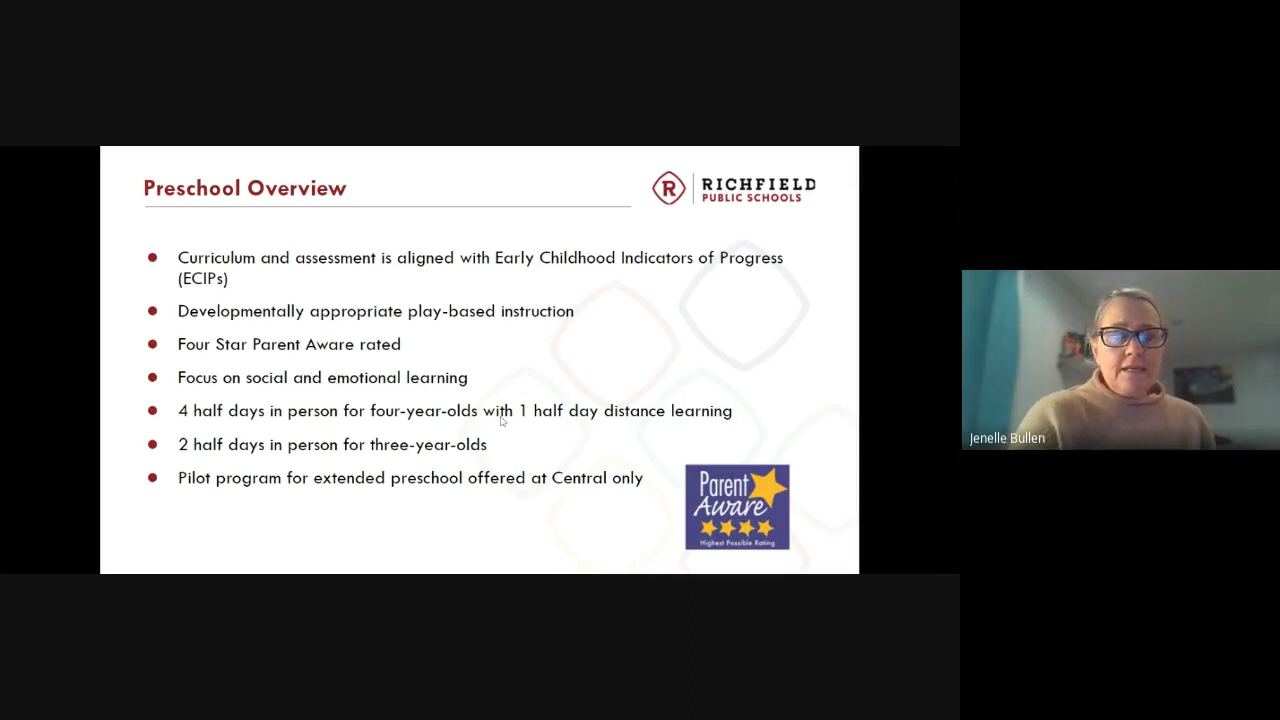 Preschool Overview
R
RICHFIELD
PUBLIC SCHOOLS
Curriculum and assessment is aligned with Early Childhood Indicators of Progress
(ECIPs)
Developmentally appropriate play-based instruction
Four Star Parent Aware rated
Focus on social and emotional learning
4 half days in person for four-year-olds with 1 half day distance learning
2 half days in person for three-year-olds
Pilot program for extended preschool offered at Central only
Parent
Aware
Highest Possible Rating
Jenelle Bullen